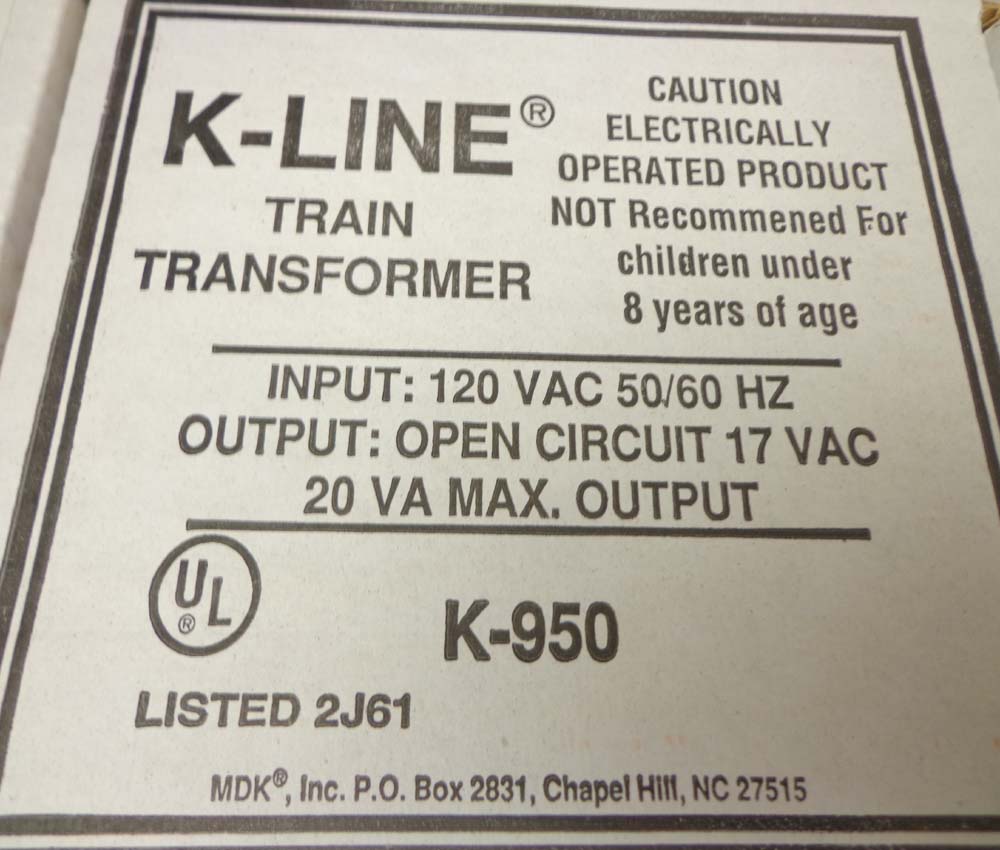 K-LINE®
TRAIN
TRANSFORMER
CAUTION
ELECTRICALLY
OPERATED PRODUCT
NOT Recommened For
children under
8 years of age
INPUT: 120 VAC 50/60 HZ
OUTPUT: OPEN CIRCUIT 17 VAC
20 VA MAX. OUTPUT
UL®
K-950
LISTED 2J61
MDK®, Inc. P.O. Box 2831, Chapel Hill, NC 27515